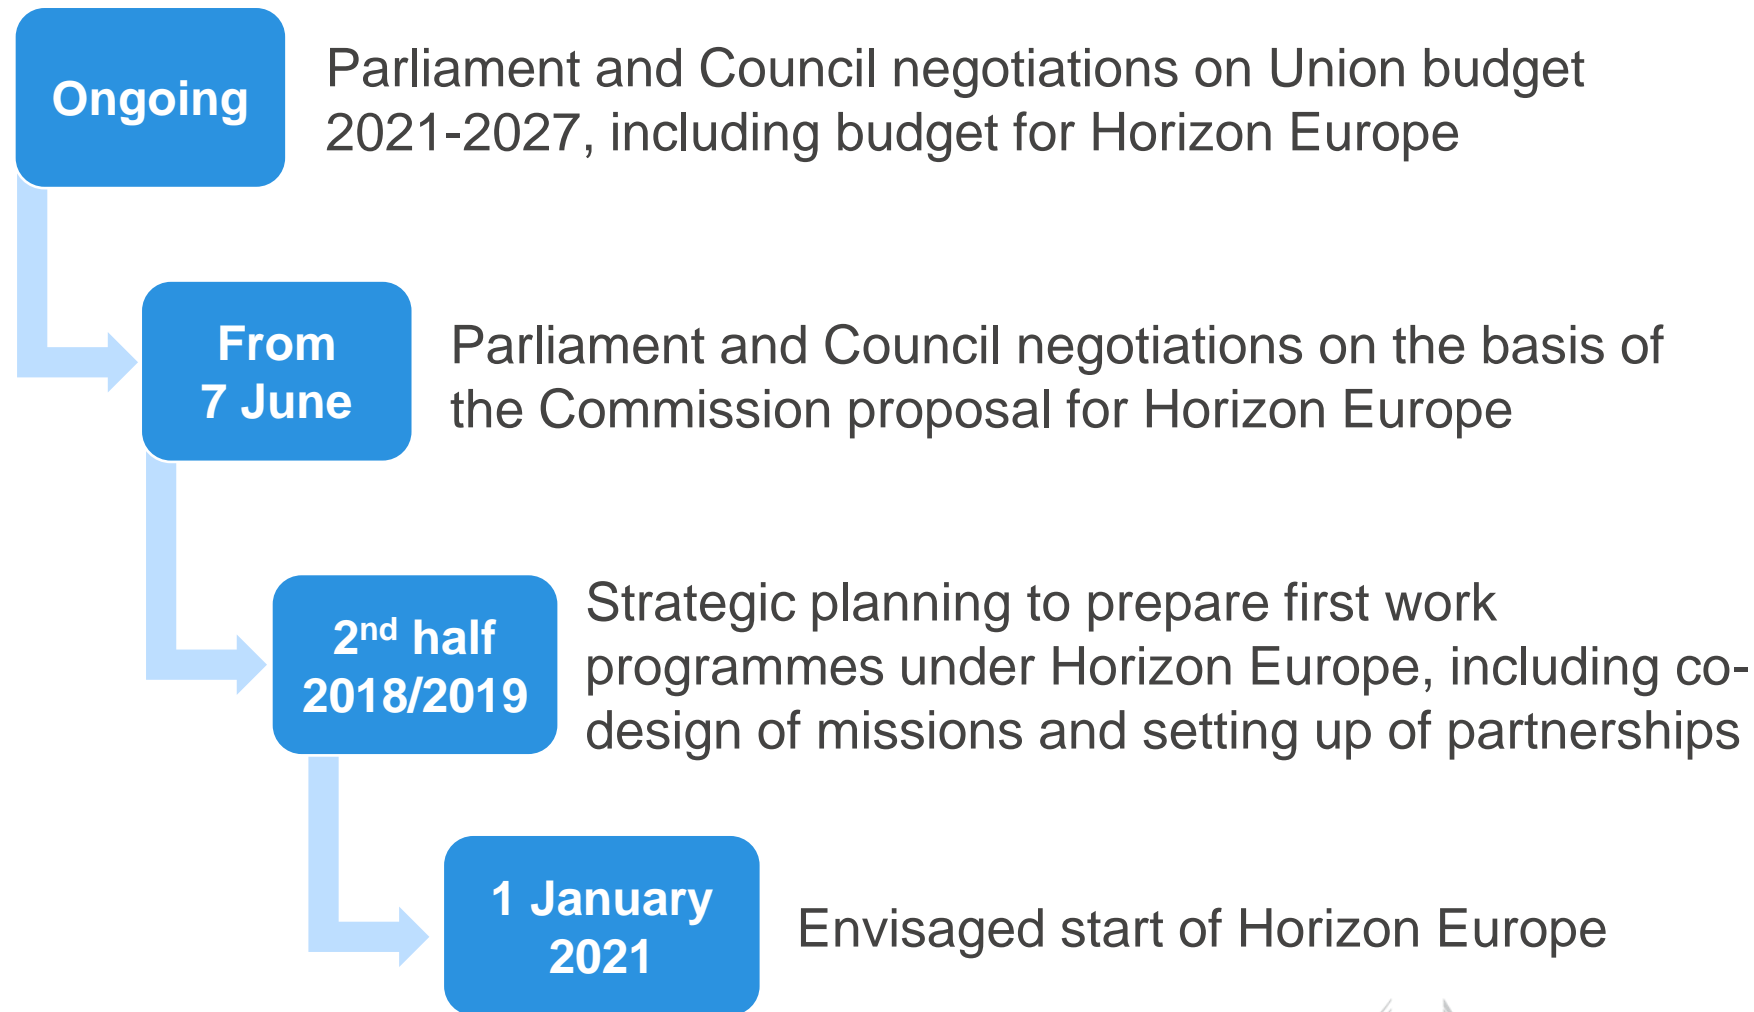 Ongoing
Parliament and Council negotiations on Union budget
2021-2027, including budget for Horizon Europe
From
7 June
Parliament and Council negotiations on the basis of
the Commission proposal for Horizon Europe
2nd half
2018/2019
Strategic planning to prepare first work
programmes under Horizon Europe, including co-
design of missions and setting up of partnerships
1 January
2021
Envisaged start of Horizon Europe